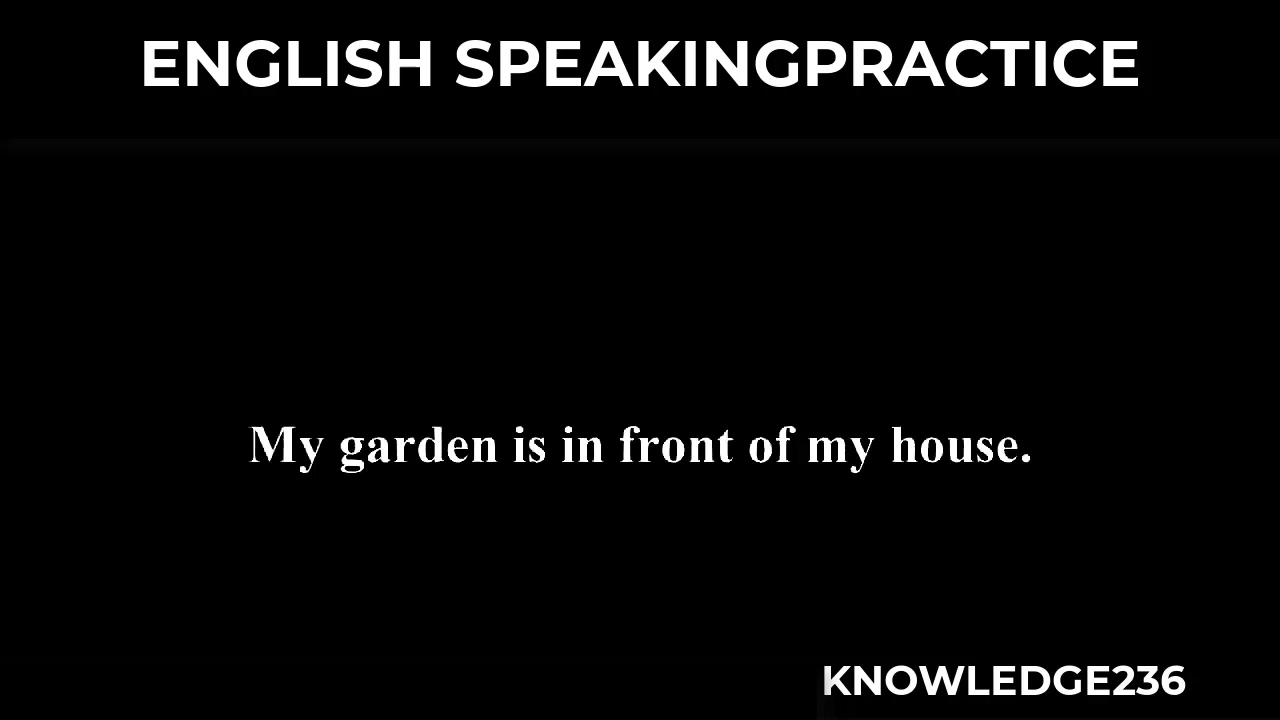 ENGLISH SPEAKINGPRACTICE
My garden is in front of my house.
KNOWLEDGE236